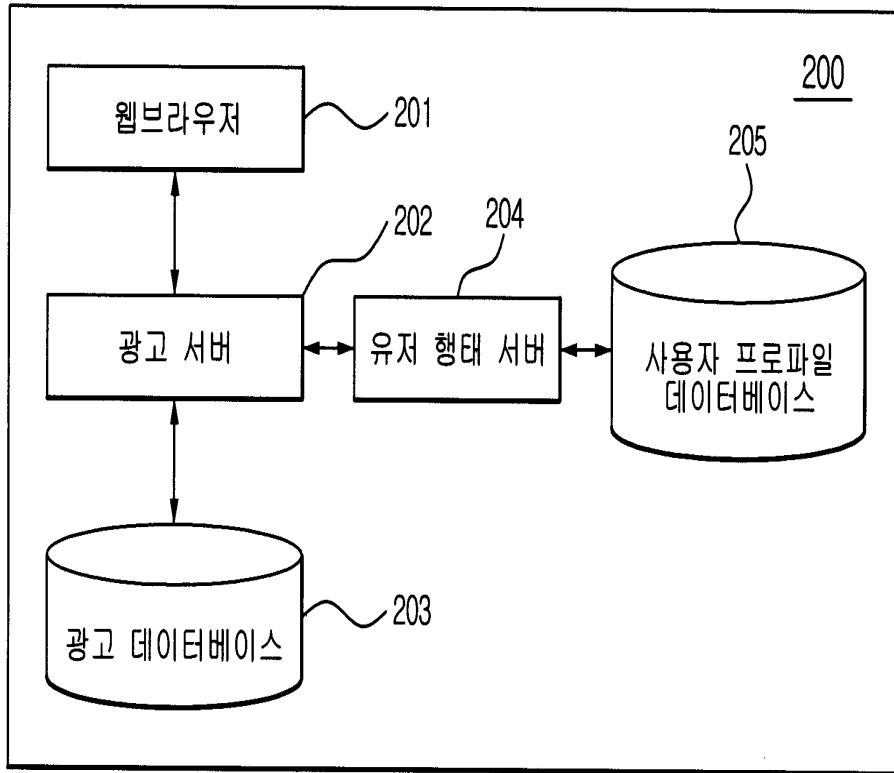 200
웹브라우저
201
205
202
204
광고 서버
유저 행태 서버
사용자 프로파일
데이터베이스
203
광고 데이터베이스